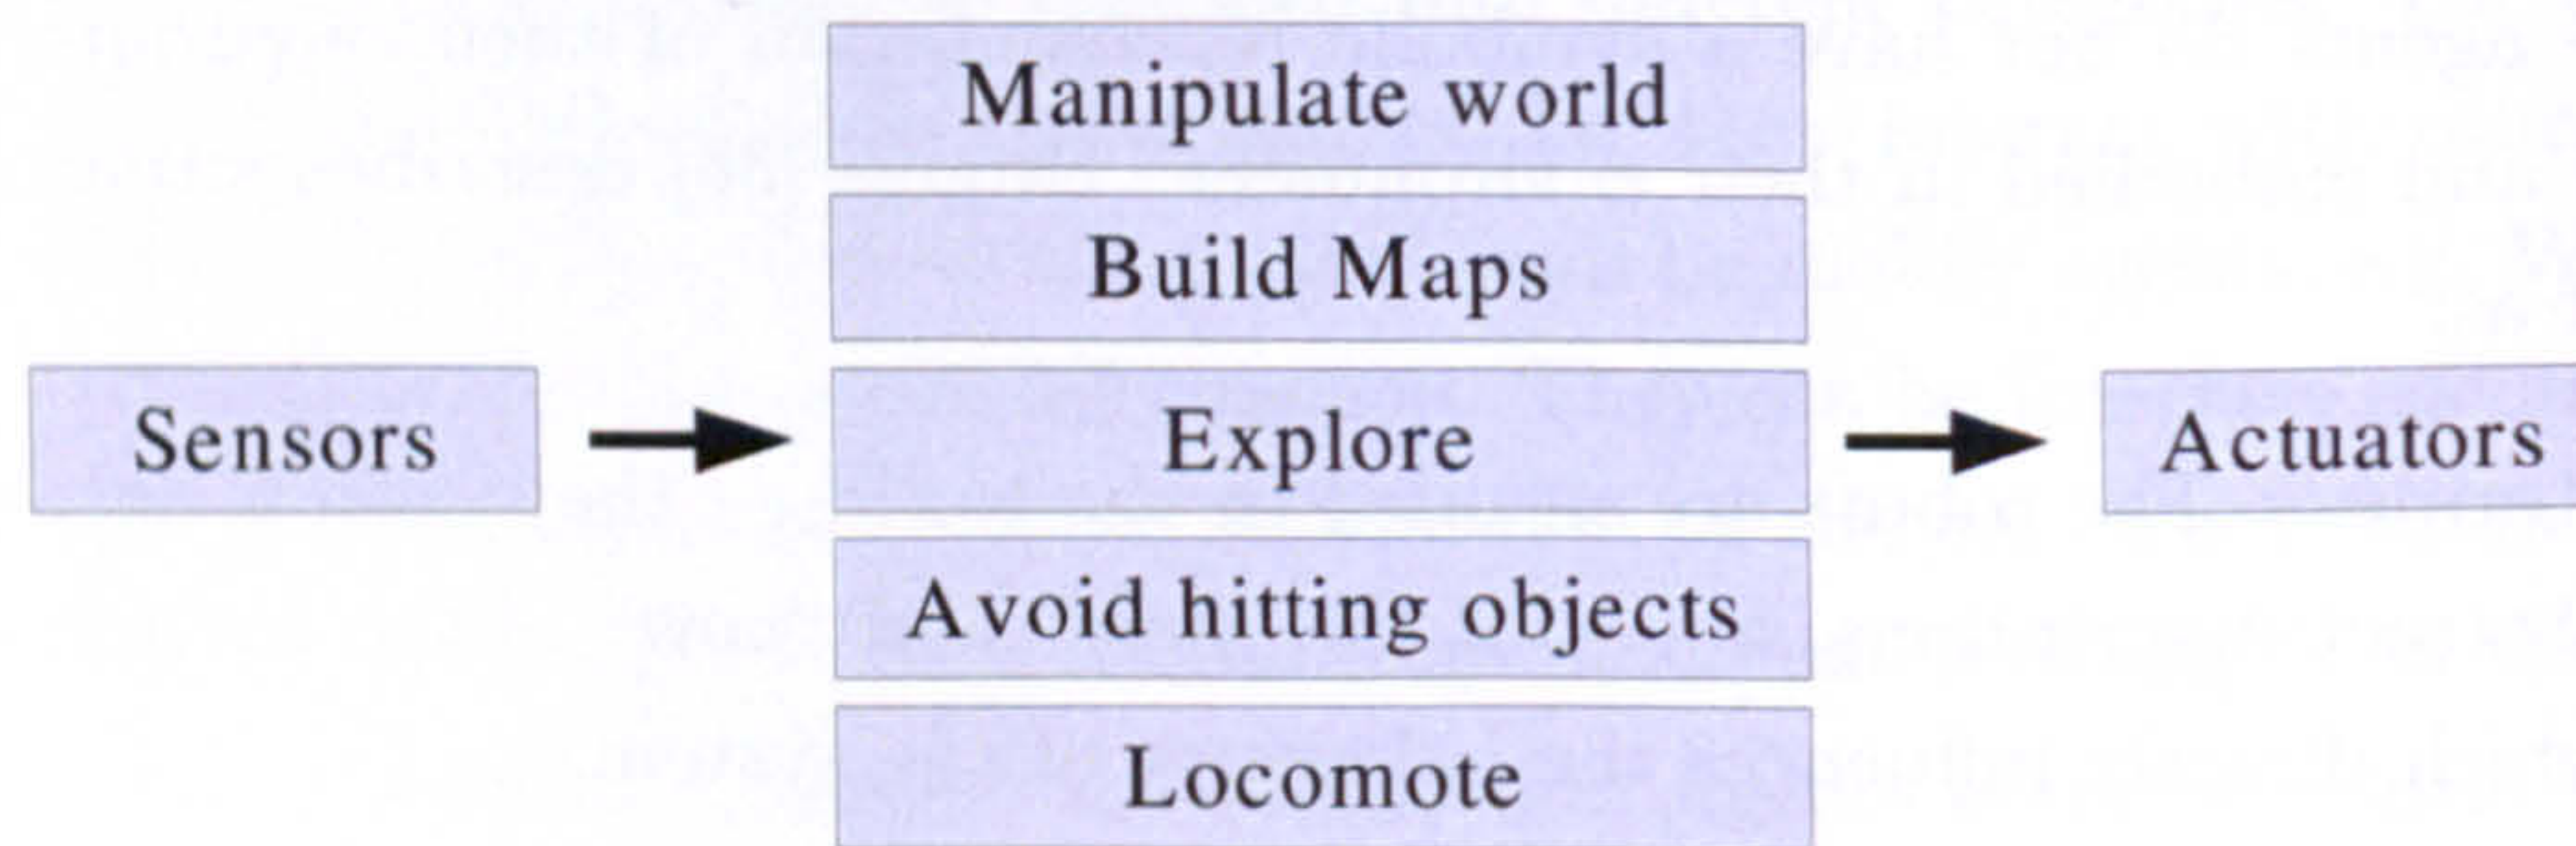 Manipulate world
Build Maps
Sensors
Explore
Actuators
Avoid hitting objects
Locomote